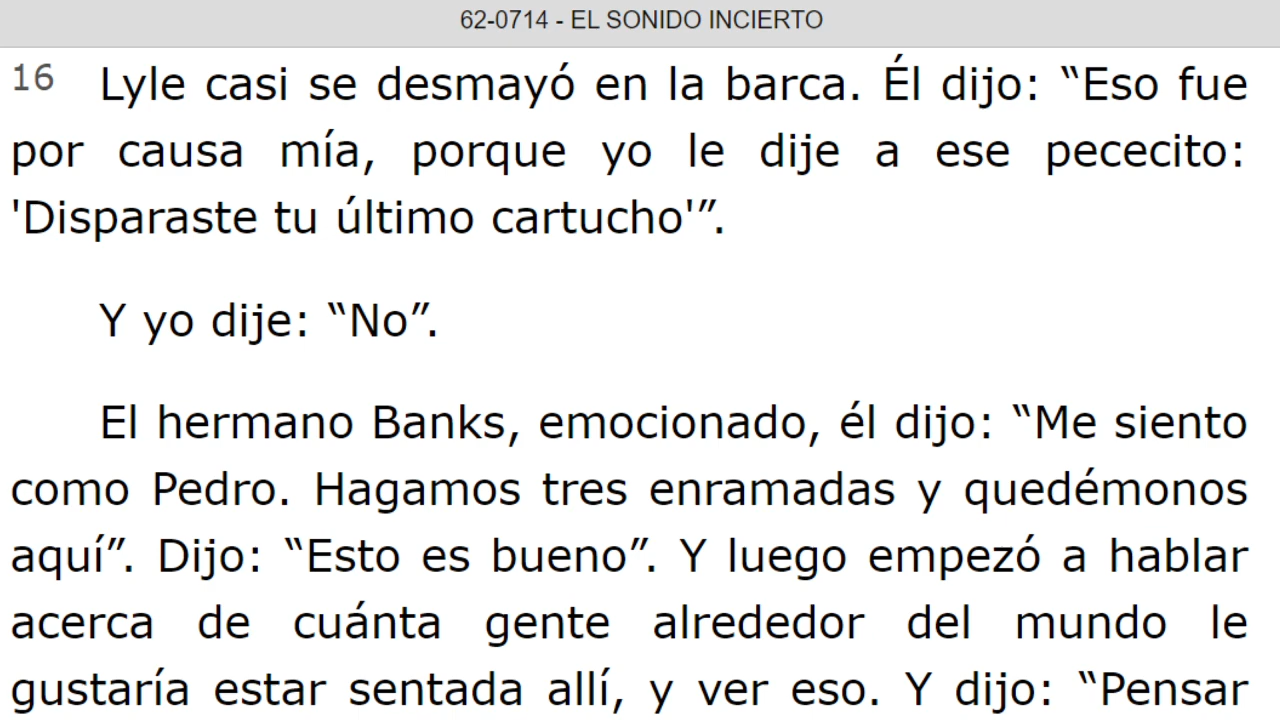 62-0714 - EL SONIDO INCIERTO
16 Lyle casi se desmayó en la barca. Él dijo: “Eso fue
por causa mía, porque yo le dije a ese pececito:
'Disparaste tu último cartucho'”.
Y yo dije: “No”.
El hermano Banks, emocionado, él dijo: “Me siento
como Pedro. Hagamos tres enramadas y quedémonos
aquí”. Dijo: “Esto es bueno”. Y luego empezó a hablar
acerca de cuánta gente alrededor del mundo le
gustaría estar sentada allí, y ver eso. Y dijo: “Pensar